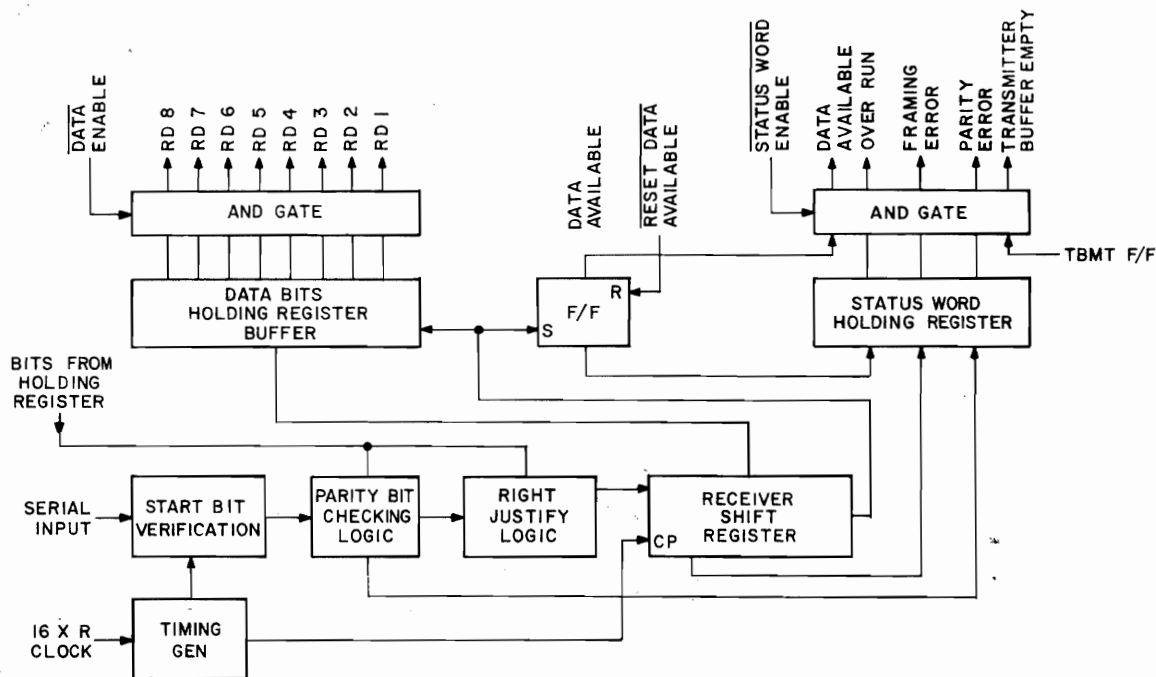 DATA
ENABLE
RD 8
RD 7
RD 6
RD 5
RD 4
RD 3
RD 2
RD 1
DATA
AVAILABLE
RESET DATA
AVAILABLE
STATUS WORD
ENABLE
DATA
AVAILABLE
OVER RUN
FRAMING
ERROR
PARITY
ERROR
TRANSMITTER
BUFFER EMPTY
AND GATE
AND GATE
TBMT F/F
DATA BITS
HOLDING REGISTER
BUFFER
R
F/F
S
STATUS WORD
HOLDING REGISTER
BITS FROM
HOLDING
REGISTER
SERIAL
INPUT
START BIT
VERIFICATION
PARITY BIT
CHECKING
LOGIC
RIGHT
JUSTIFY
LOGIC
RECEIVER
SHIFT
REGISTER
CP
16 X R
CLOCK
TIMING
GEN